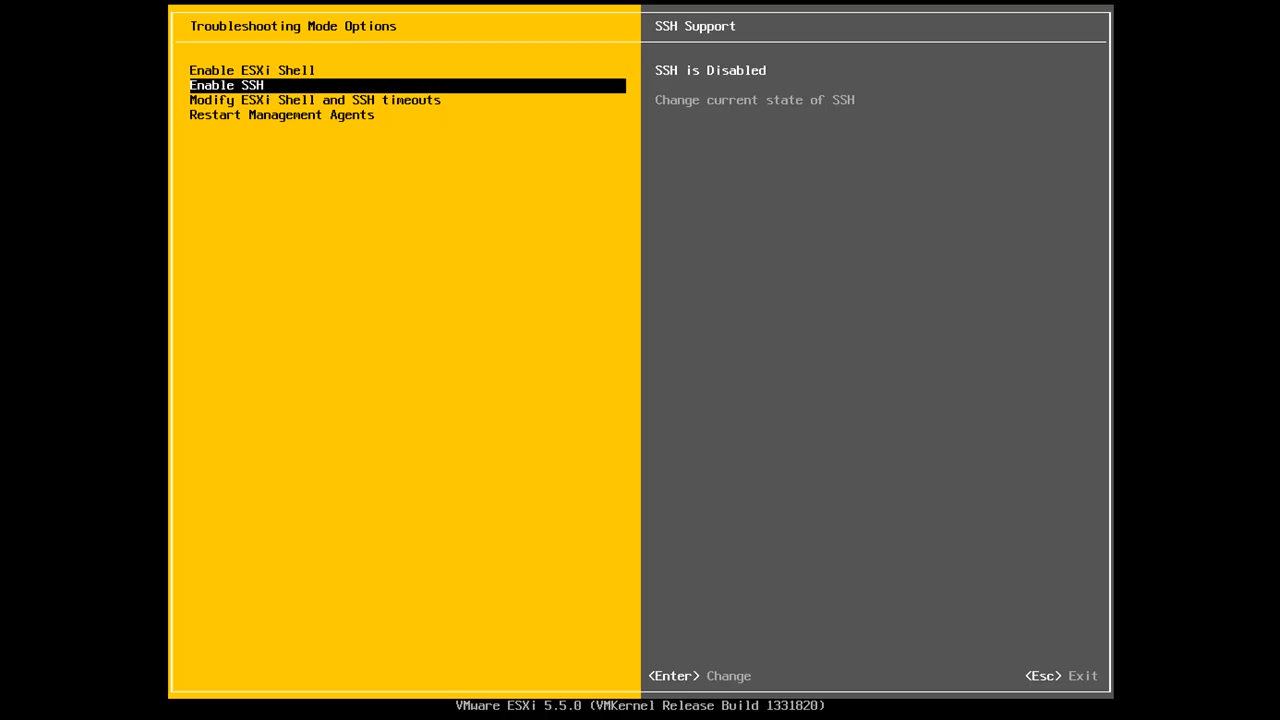 Troubleshooting Mode Options
Enable ESXi Shell
Enable SSH
Modify ESXi Shell and SSH timeouts
Restart Management Agents
SSH Support
SSH is Disabled
Change current state of SSH
<Enter> Change
<Esc> Exit
VMware ESXi 5.5.0 (VMKernel Release Build 1331820)